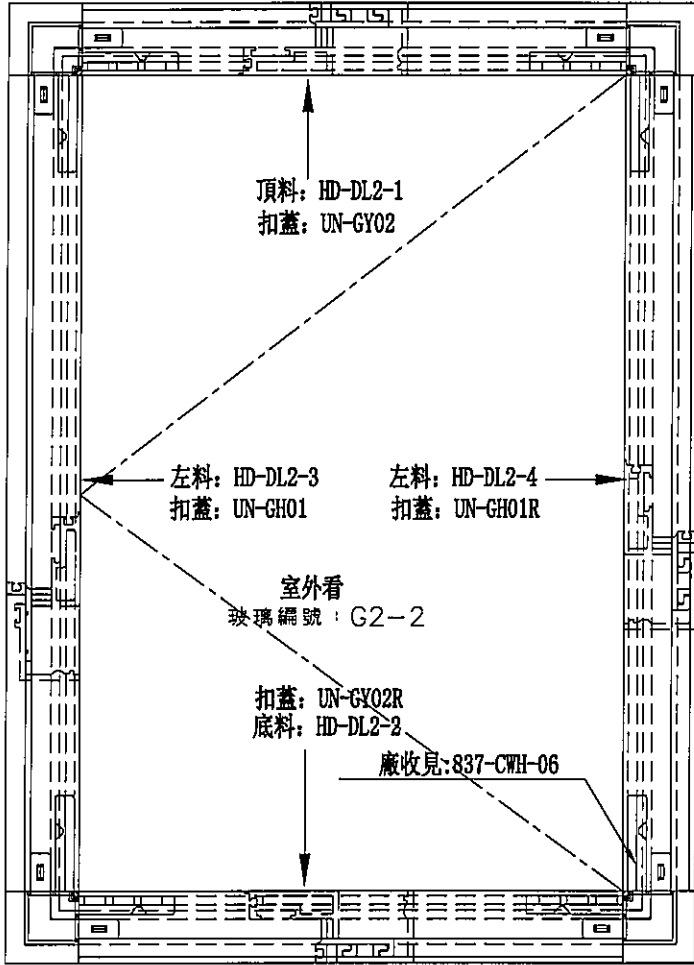 頂料: HD-DL2-1
扣蓋: UN-GY02
左料: HD-DL2-3
扣蓋: UN-GH01
左料: HD-DL2-4
扣蓋: UN-GH01R
室外看
玻璃編號：G2-2
扣蓋: UN-GY02R
底料: HD-DL2-2
廠收見:837-CWH-06